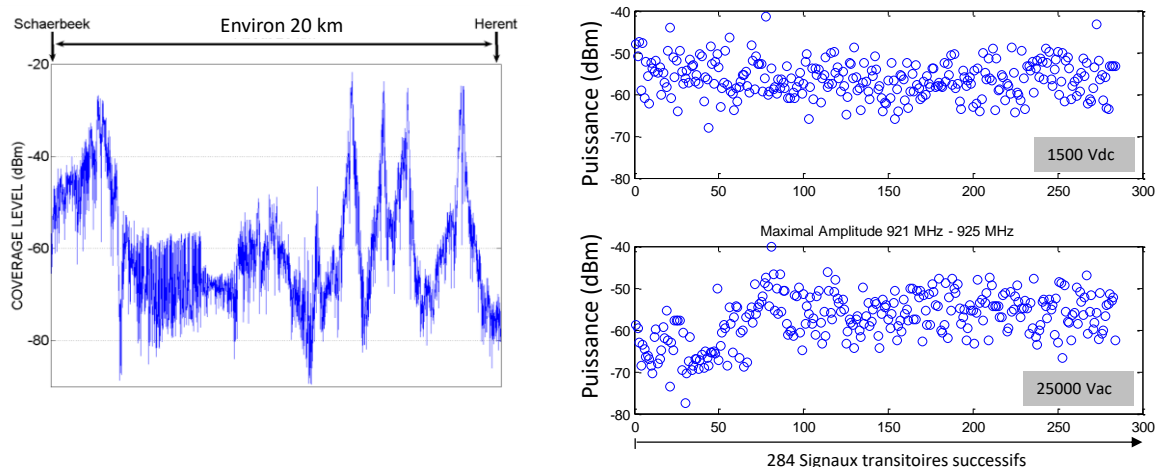 Schaerbeek
Environ 20 km
Herent
-20
-40
-60
-80
COVERAGE LEVEL (dBm)
-40
-50
-60
-70
-80
Puissance (dBm)
1500 Vdc
0
50
100
150
200
250
300
Maximal Amplitude 921 MHz - 925 MHz
-40
-50
-60
-70
-80
Puissance (dBm)
25000 Vac
0
50
100
150
200
250
300
284 Signaux transitoires successifs